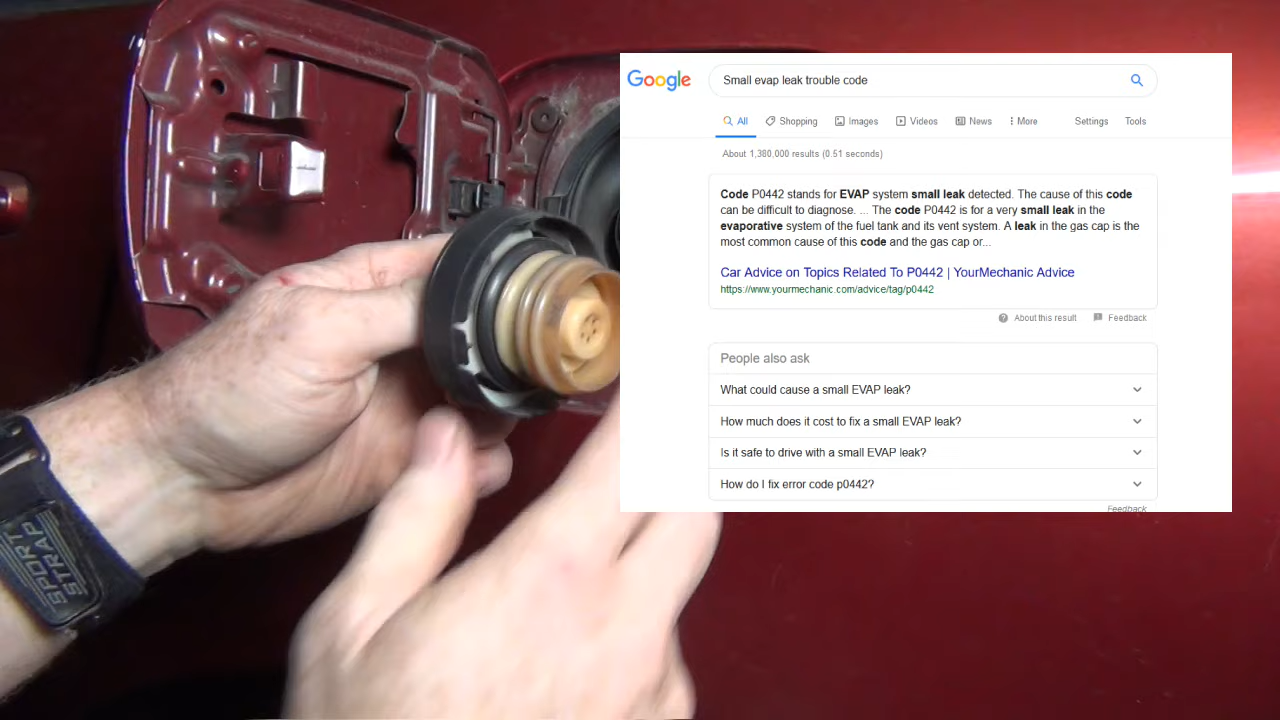 Google
Small evap leak trouble code
All Shopping Images Videos News More Settings Tools
About 1,380,000 results (0.51 seconds)
Code P0442 stands for EVAP system small leak detected. The cause of this code
can be difficult to diagnose. ... The code P0442 is for a very small leak in the
evaporative system of the fuel tank and its vent system. A leak in the gas cap is the
most common cause of this code and the gas cap or...
Car Advice on Topics Related To P0442 | YourMechanic Advice
https://www.yourmechanic.com/advice/tag/p0442
About this result Feedback
People also ask
What could cause a small EVAP leak?
How much does it cost to fix a small EVAP leak?
Is it safe to drive with a small EVAP leak?
How do I fix error code p0442?
Feedback
SPORT
STRAP